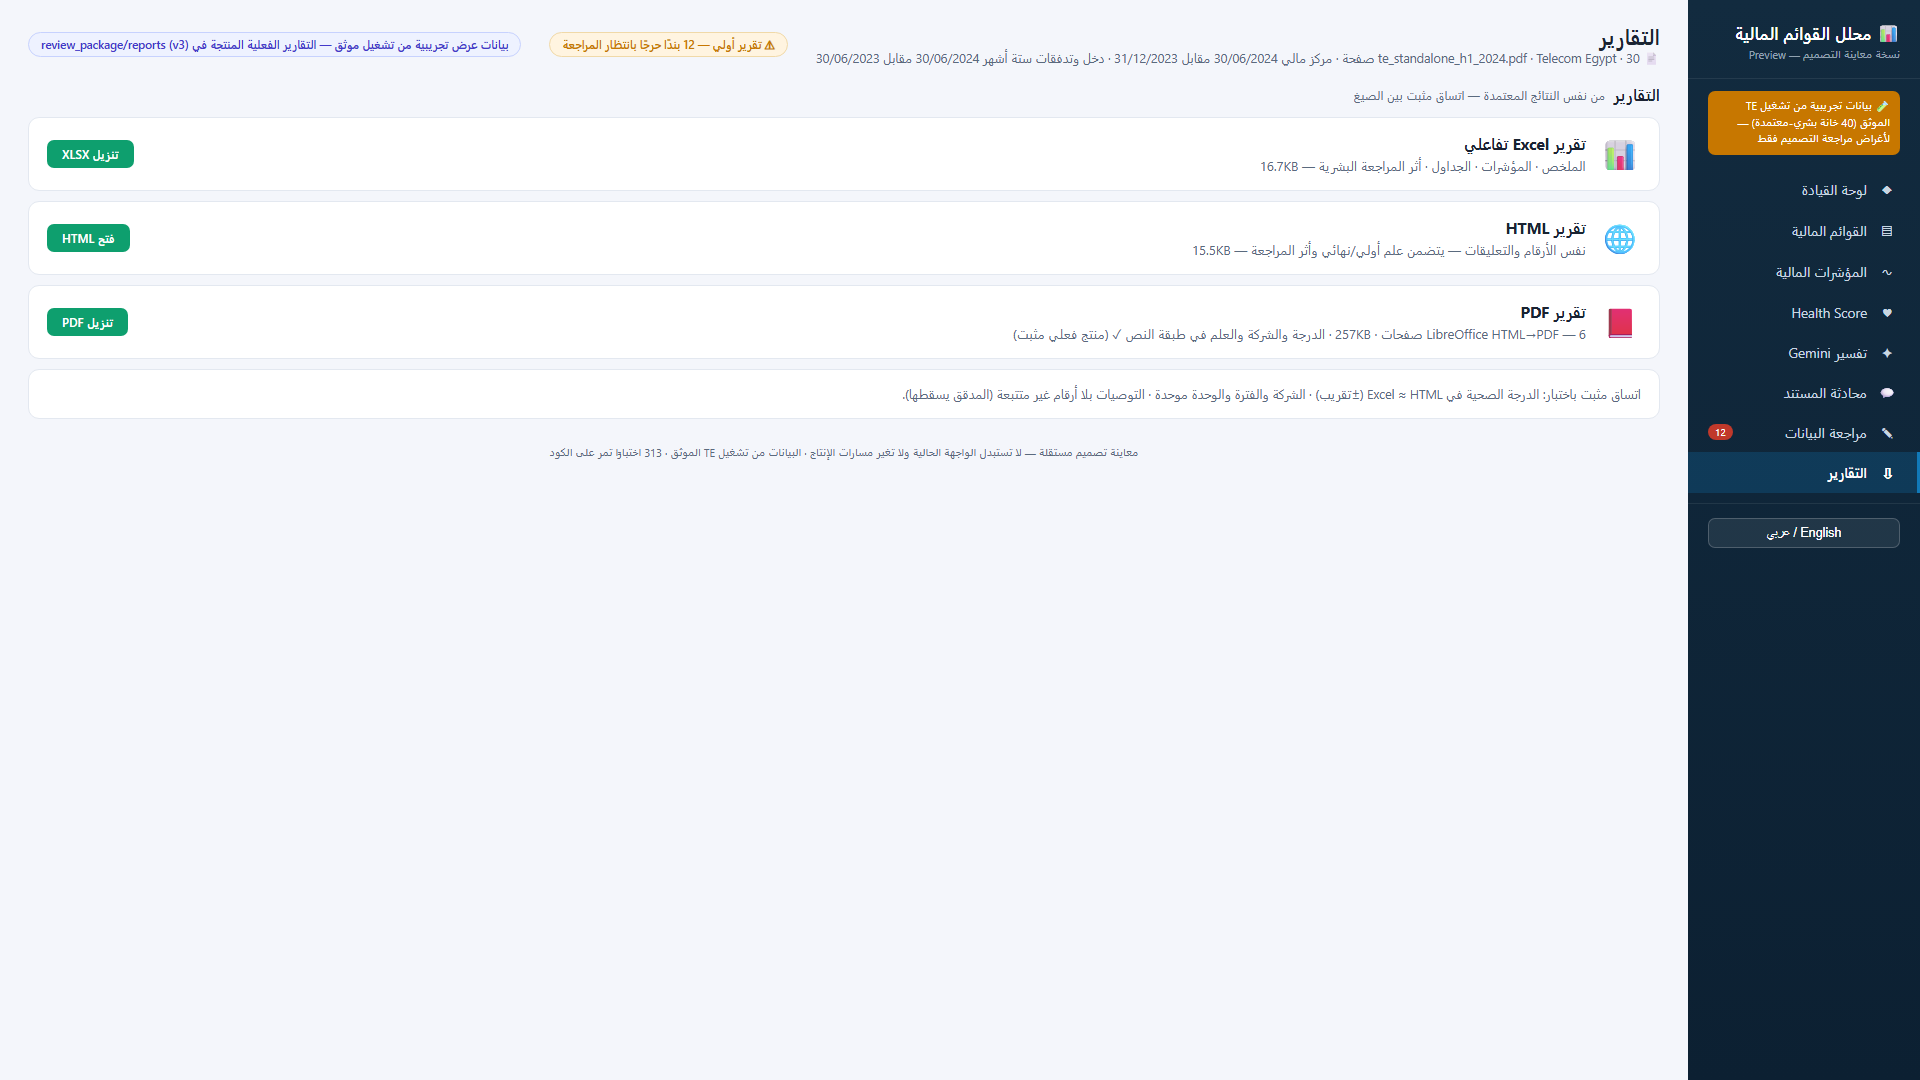 محلل القوائم المالية
نسخة معاينة التصميم — Preview
بيانات تجريبية من تشغيل TE
الموثق (40 خانة بشري-معتمدة) —
لأغراض مراجعة التصميم فقط
لوحة القيادة
القوائم المالية
المؤشرات المالية
Health Score
تفسير Gemini
محادثة المستند
مراجعة البيانات
12
التقارير
عربي / English
التقارير
te_standalone_h1_2024.pdf · Telecom Egypt · 30 صفحة · مركز مالي 30/06/2024 مقابل 31/12/2023 · دخل وتدفقات ستة أشهر 30/06/2024 مقابل 30/06/2023
⚠ تقرير أولي — 12 بندًا حرجًا بانتظار المراجعة
بيانات عرض تجريبية من تشغيل موثق — التقارير الفعلية المنتجة في review_package/reports (v3)
التقارير من نفس النتائج المعتمدة — اتساق مثبت بين الصيغ
تقرير Excel تفاعلي
الملخص · المؤشرات · الجداول · أثر المراجعة البشرية — 16.7KB
تنزيل XLSX
تقرير HTML
نفس الأرقام والتعليقات — يتضمن علم أولي/نهائي وأثر المراجعة — 15.5KB
فتح HTML
تقرير PDF
LibreOffice HTML→PDF — 6 صفحات · 257KB · الدرجة والشركة والعلم في طبقة النص ✓ (منتج فعلي مثبت)
تنزيل PDF
اتساق مثبت باختبار: الدرجة الصحية في Excel ≈ HTML (±تقريب) · الشركة والفترة والوحدة موحدة · التوصيات بلا أرقام غير متتبعة (المدقق يسقطها).
معاينة تصميم مستقلة — لا تستبدل الواجهة الحالية ولا تغير مسارات الإنتاج · البيانات من تشغيل TE الموثق · 313 اختبارا تمر على الكود